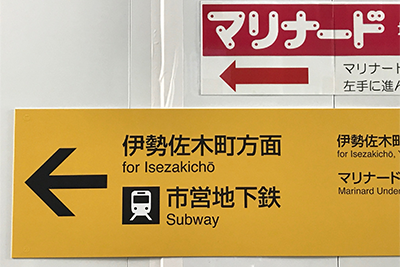 マリナード
マリナード
左手に進ん
伊勢佐木町方面
for Isezakichō
市営地下鉄
Subway
伊勢佐木
for Isezakichō,
マリナード
Marinard Under